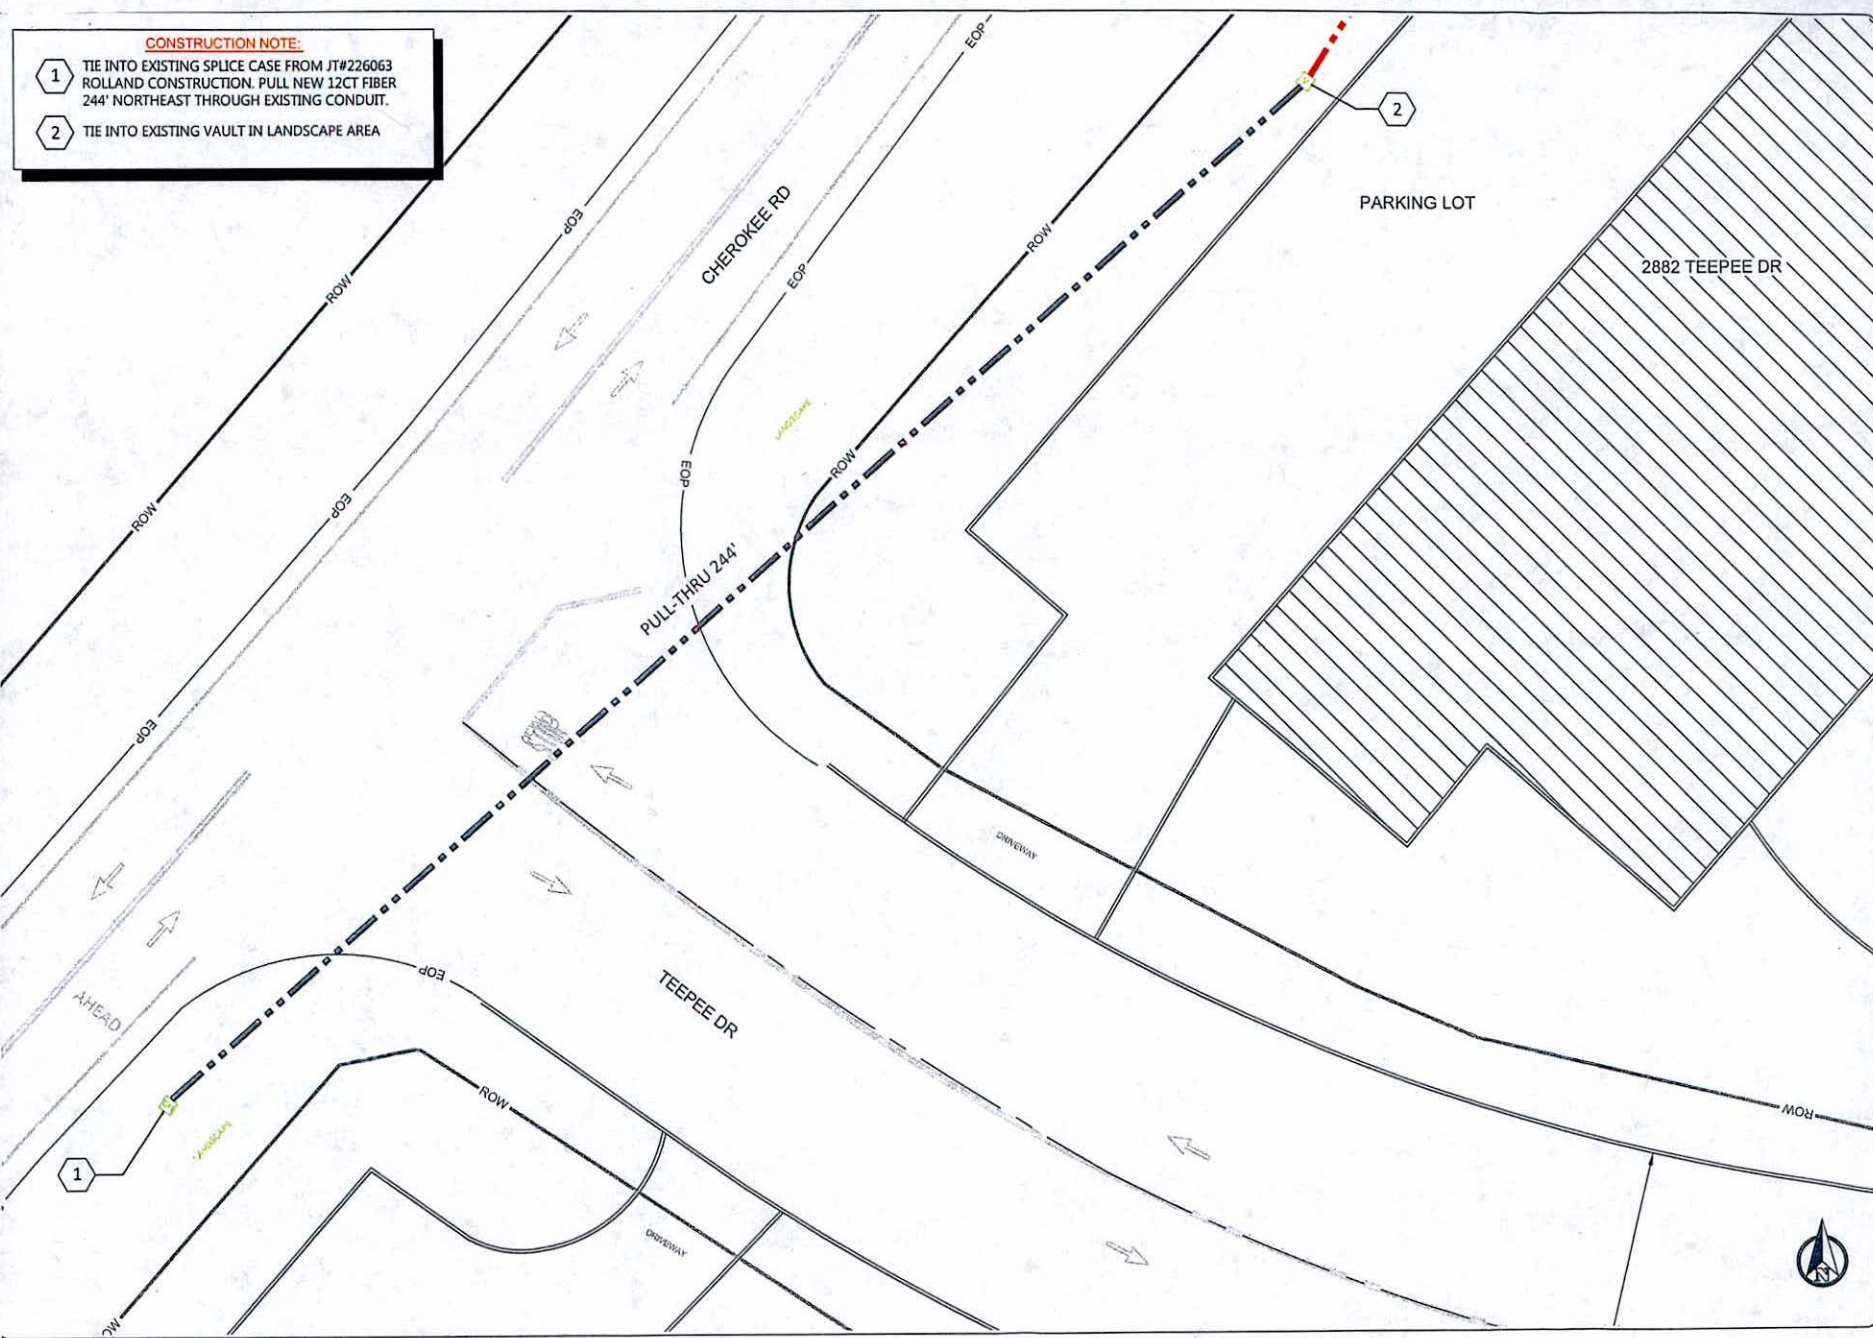 CONSTRUCTION NOTE:
1
TIE INTO EXISTING SPLICE CASE FROM JT#226063
ROLLAND CONSTRUCTION. PULL NEW 12CT FIBER
244' NORTHEAST THROUGH EXISTING CONDUIT.
2
TIE INTO EXISTING VAULT IN LANDSCAPE AREA
EOP
2
PARKING LOT
EOP
CHEROKEE RD
ROW
2882 TEEPEE DR
EOP
ROW
LANDSCAPE
ROW
EOP
EOP
ROW
PULL-THRU 244'
EOP
DRIVEWAY
EOP
AHEAD
TEEPEE DR
ROW
ROW
LANDSCAPE
1
DRIVEWAY
N
OW